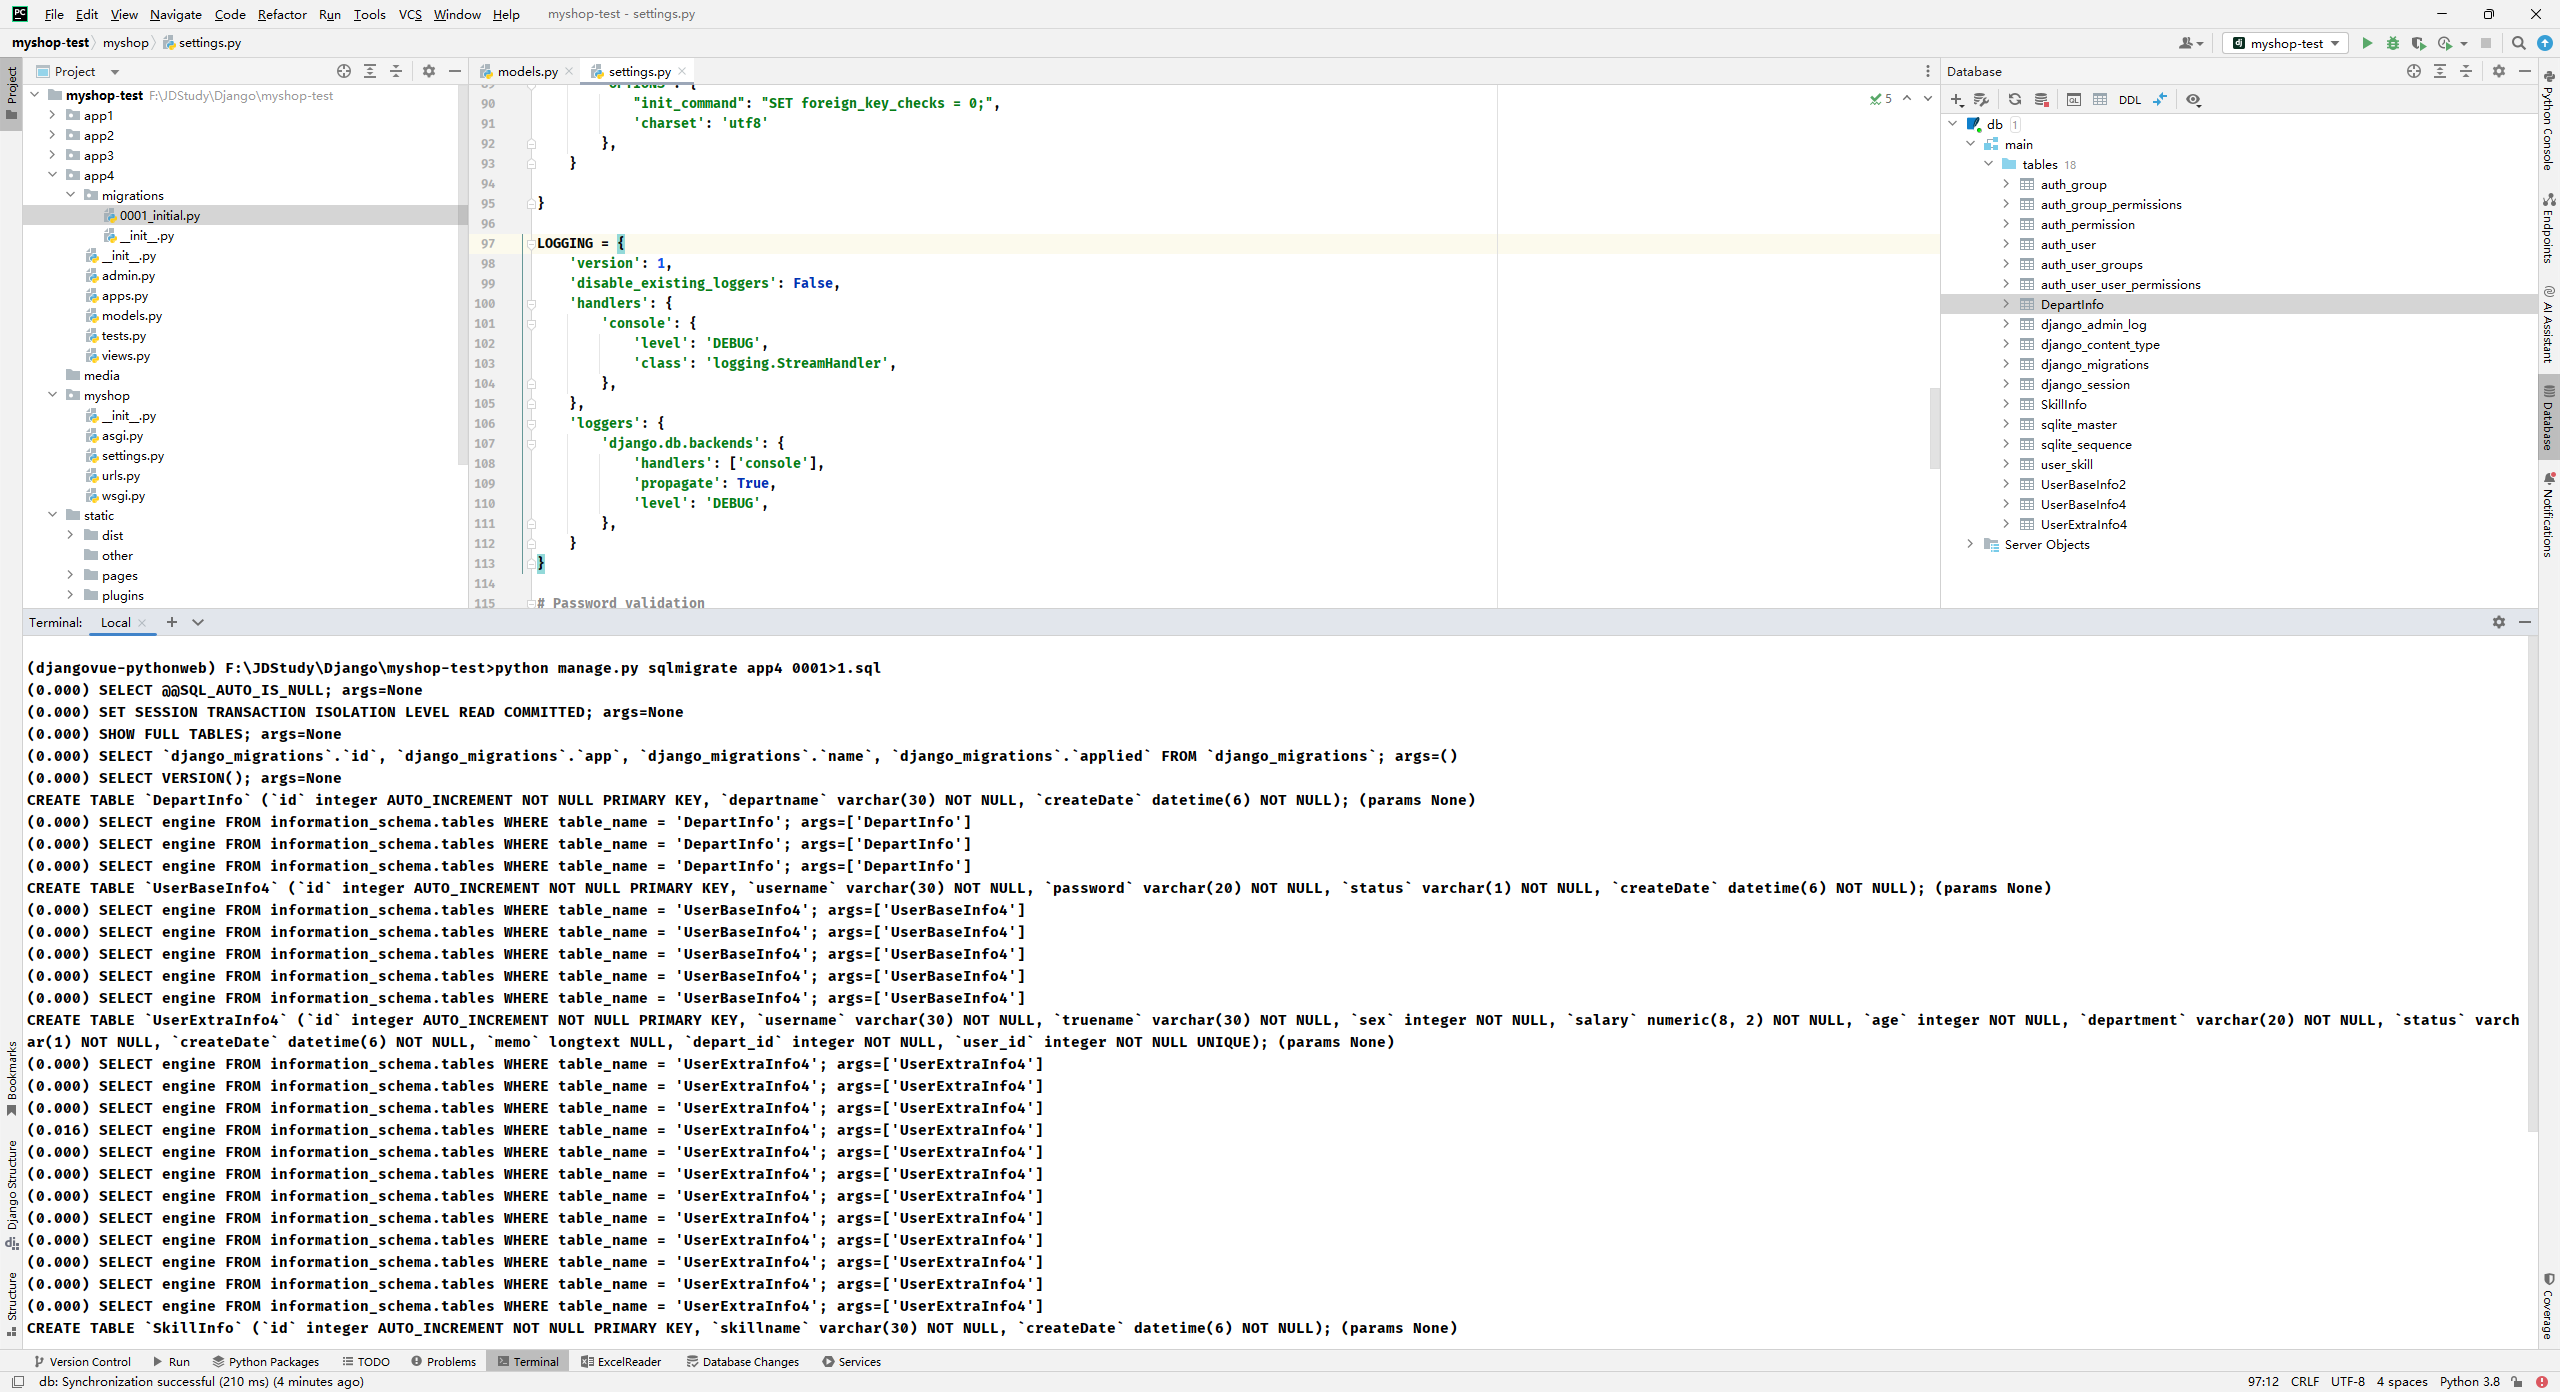 File Edit View Navigate Code Refactor Run Tools VCS Window Help myshop-test - settings.py
myshop-test myshop settings.py
myshop-test
Project
models.py
settings.py
Database
myshop-test F:\JDStudy\Django\myshop-test
app1
app2
app3
app4
migrations
0001_initial.py
__init__.py
__init__.py
admin.py
apps.py
models.py
tests.py
views.py
media
myshop
__init__.py
asgi.py
settings.py
urls.py
wsgi.py
static
dist
other
pages
plugins
89 'OPTIONS': {
90 "init_command": "SET foreign_key_checks = 0;",
91 'charset': 'utf8'
92 },
93 }
94
95 }
96
97 LOGGING = {
98 'version': 1,
99 'disable_existing_loggers': False,
100 'handlers': {
101 'console': {
102 'level': 'DEBUG',
103 'class': 'logging.StreamHandler',
104 },
105 },
106 'loggers': {
107 'django.db.backends': {
108 'handlers': ['console'],
109 'propagate': True,
110 'level': 'DEBUG',
111 },
112 }
113 }
114
115 # Password validation
5
DDL
db 1
main
tables 18
auth_group
auth_group_permissions
auth_permission
auth_user
auth_user_groups
auth_user_user_permissions
DepartInfo
django_admin_log
django_content_type
django_migrations
django_session
SkillInfo
sqlite_master
sqlite_sequence
user_skill
UserBaseInfo2
UserBaseInfo4
UserExtraInfo4
Server Objects
Project
Bookmarks
Django Structure
Structure
Python Console
Endpoints
AI Assistant
Database
Notifications
Coverage
Terminal: Local
(djangovue-pythonweb) F:\JDStudy\Django\myshop-test>python manage.py sqlmigrate app4 0001>1.sql
(0.000) SELECT @@SQL_AUTO_IS_NULL; args=None
(0.000) SET SESSION TRANSACTION ISOLATION LEVEL READ COMMITTED; args=None
(0.000) SHOW FULL TABLES; args=None
(0.000) SELECT `django_migrations`.`id`, `django_migrations`.`app`, `django_migrations`.`name`, `django_migrations`.`applied` FROM `django_migrations`; args=()
(0.000) SELECT VERSION(); args=None
CREATE TABLE `DepartInfo` (`id` integer AUTO_INCREMENT NOT NULL PRIMARY KEY, `departname` varchar(30) NOT NULL, `createDate` datetime(6) NOT NULL); (params None)
(0.000) SELECT engine FROM information_schema.tables WHERE table_name = 'DepartInfo'; args=['DepartInfo']
(0.000) SELECT engine FROM information_schema.tables WHERE table_name = 'DepartInfo'; args=['DepartInfo']
(0.000) SELECT engine FROM information_schema.tables WHERE table_name = 'DepartInfo'; args=['DepartInfo']
CREATE TABLE `UserBaseInfo4` (`id` integer AUTO_INCREMENT NOT NULL PRIMARY KEY, `username` varchar(30) NOT NULL, `password` varchar(20) NOT NULL, `status` varchar(1) NOT NULL, `createDate` datetime(6) NOT NULL); (params None)
(0.000) SELECT engine FROM information_schema.tables WHERE table_name = 'UserBaseInfo4'; args=['UserBaseInfo4']
(0.000) SELECT engine FROM information_schema.tables WHERE table_name = 'UserBaseInfo4'; args=['UserBaseInfo4']
(0.000) SELECT engine FROM information_schema.tables WHERE table_name = 'UserBaseInfo4'; args=['UserBaseInfo4']
(0.000) SELECT engine FROM information_schema.tables WHERE table_name = 'UserBaseInfo4'; args=['UserBaseInfo4']
(0.000) SELECT engine FROM information_schema.tables WHERE table_name = 'UserBaseInfo4'; args=['UserBaseInfo4']
CREATE TABLE `UserExtraInfo4` (`id` integer AUTO_INCREMENT NOT NULL PRIMARY KEY, `username` varchar(30) NOT NULL, `truename` varchar(30) NOT NULL, `sex` integer NOT NULL, `salary` numeric(8, 2) NOT NULL, `age` integer NOT NULL, `department` varchar(20) NOT NULL, `status` varch
ar(1) NOT NULL, `createDate` datetime(6) NOT NULL, `memo` longtext NULL, `depart_id` integer NOT NULL, `user_id` integer NOT NULL UNIQUE); (params None)
(0.000) SELECT engine FROM information_schema.tables WHERE table_name = 'UserExtraInfo4'; args=['UserExtraInfo4']
(0.000) SELECT engine FROM information_schema.tables WHERE table_name = 'UserExtraInfo4'; args=['UserExtraInfo4']
(0.000) SELECT engine FROM information_schema.tables WHERE table_name = 'UserExtraInfo4'; args=['UserExtraInfo4']
(0.016) SELECT engine FROM information_schema.tables WHERE table_name = 'UserExtraInfo4'; args=['UserExtraInfo4']
(0.000) SELECT engine FROM information_schema.tables WHERE table_name = 'UserExtraInfo4'; args=['UserExtraInfo4']
(0.000) SELECT engine FROM information_schema.tables WHERE table_name = 'UserExtraInfo4'; args=['UserExtraInfo4']
(0.000) SELECT engine FROM information_schema.tables WHERE table_name = 'UserExtraInfo4'; args=['UserExtraInfo4']
(0.000) SELECT engine FROM information_schema.tables WHERE table_name = 'UserExtraInfo4'; args=['UserExtraInfo4']
(0.000) SELECT engine FROM information_schema.tables WHERE table_name = 'UserExtraInfo4'; args=['UserExtraInfo4']
(0.000) SELECT engine FROM information_schema.tables WHERE table_name = 'UserExtraInfo4'; args=['UserExtraInfo4']
(0.000) SELECT engine FROM information_schema.tables WHERE table_name = 'UserExtraInfo4'; args=['UserExtraInfo4']
(0.000) SELECT engine FROM information_schema.tables WHERE table_name = 'UserExtraInfo4'; args=['UserExtraInfo4']
CREATE TABLE `SkillInfo` (`id` integer AUTO_INCREMENT NOT NULL PRIMARY KEY, `skillname` varchar(30) NOT NULL, `createDate` datetime(6) NOT NULL); (params None)
Version Control Run Python Packages TODO Problems Terminal ExcelReader Database Changes Services
db: Synchronization successful (210 ms) (4 minutes ago) 97:12 CRLF UTF-8 4 spaces Python 3.8